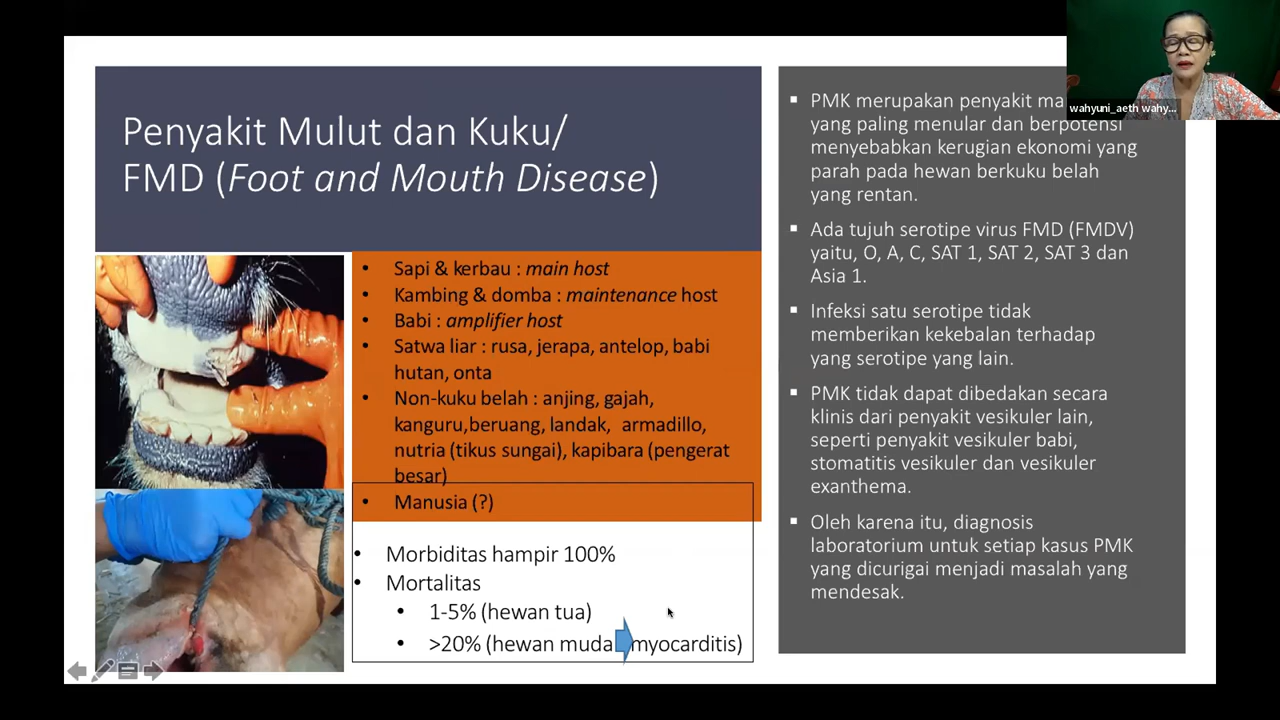 Penyakit Mulut dan Kuku/
FMD (Foot and Mouth Disease)
• Sapi & kerbau : main host
• Kambing & domba : maintenance host
• Babi : amplifier host
• Satwa liar : rusa, jerapa, antelop, babi
hutan, onta
• Non-kuku belah : anjing, gajah,
kanguru,beruang, landak, armadillo,
nutria (tikus sungai), kapibara (pengerat
besar)
• Manusia (?)
• Morbiditas hampir 100%
• Mortalitas
• 1-5% (hewan tua)
• >20% (hewan muda myocarditis)
▪ PMK merupakan penyakit
yang paling menular dan berpotensi
menyebabkan kerugian ekonomi yang
parah pada hewan berkuku belah
yang rentan.
▪ Ada tujuh serotipe virus FMD (FMDV)
yaitu, O, A, C, SAT 1, SAT 2, SAT 3 dan
Asia 1.
▪ Infeksi satu serotipe tidak
memberikan kekebalan terhadap
yang serotipe yang lain.
▪ PMK tidak dapat dibedakan secara
klinis dari penyakit vesikuler lain,
seperti penyakit vesikuler babi,
stomatitis vesikuler dan vesikuler
exanthema.
▪ Oleh karena itu, diagnosis
laboratorium untuk setiap kasus PMK
yang dicurigai menjadi masalah yang
mendesak.
wahyuni_aeth wahy...